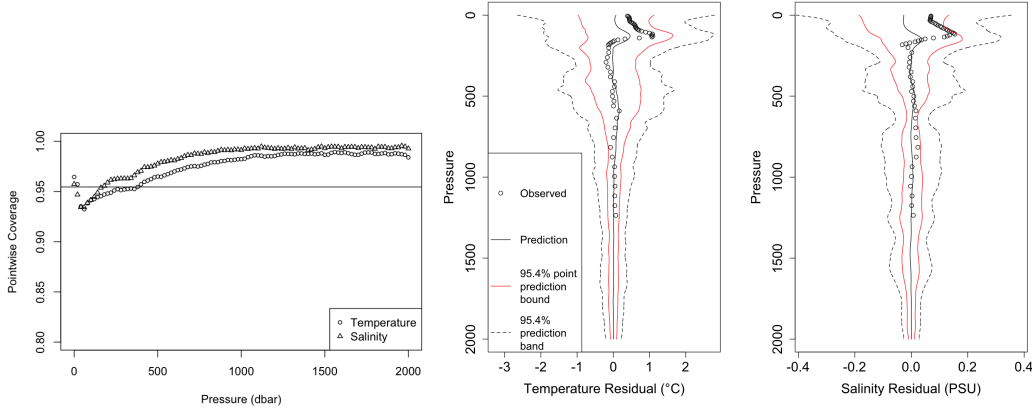 Pointwise Coverage
1.00
0.95
0.90
0.85
0.80
0
500
1000
1500
2000
Pressure (dbar)
Temperature
Salinity
Pressure
0
500
1000
1500
2000
Observed
Prediction
95.4% point
prediction
bound
95.4%
prediction
band
-3
-2
-1
0
1
2
Temperature Residual (°C)
Pressure
0
500
1000
1500
2000
-0.4
-0.2
0.0
0.2
0.4
Salinity Residual (PSU)